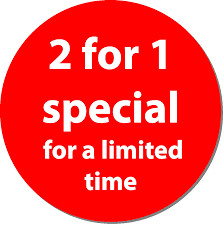 2 for 1
special
for a limited
time